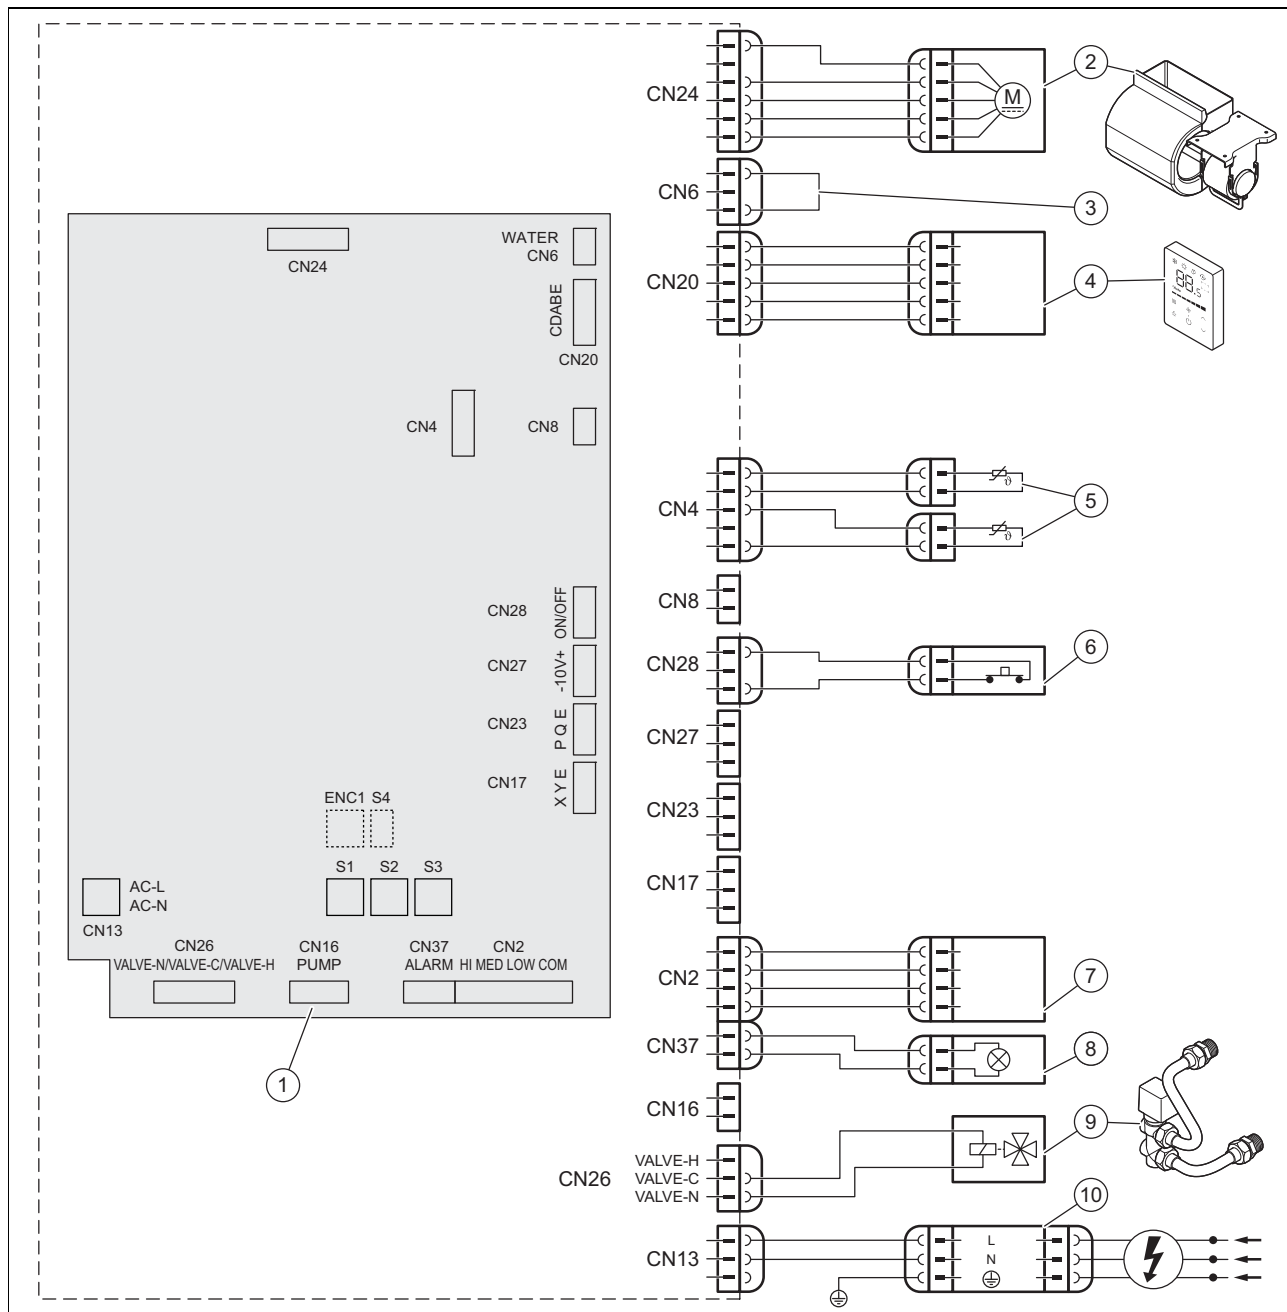 CN24
M
2
CN6
3
CN20
4
88.5
WATER
CN6
CN24
CDABE
CN20
CN4
CN8
CN4
ϑ
ϑ
5
CN8
CN28
ON/OFF
CN28
6
CN27
-10V+
CN27
CN23
P Q E
CN23
CN17
X Y E
CN17
ENC1 S4
S1 S2 S3
AC-L
AC-N
CN13
CN26
VALVE-N/VALVE-C/VALVE-H
CN16
PUMP
CN37
ALARM
CN2
HI MED LOW COM
1
CN2
7
CN37
8
CN16
9
CN26
VALVE-H
VALVE-C
VALVE-N
10
CN13
L
N